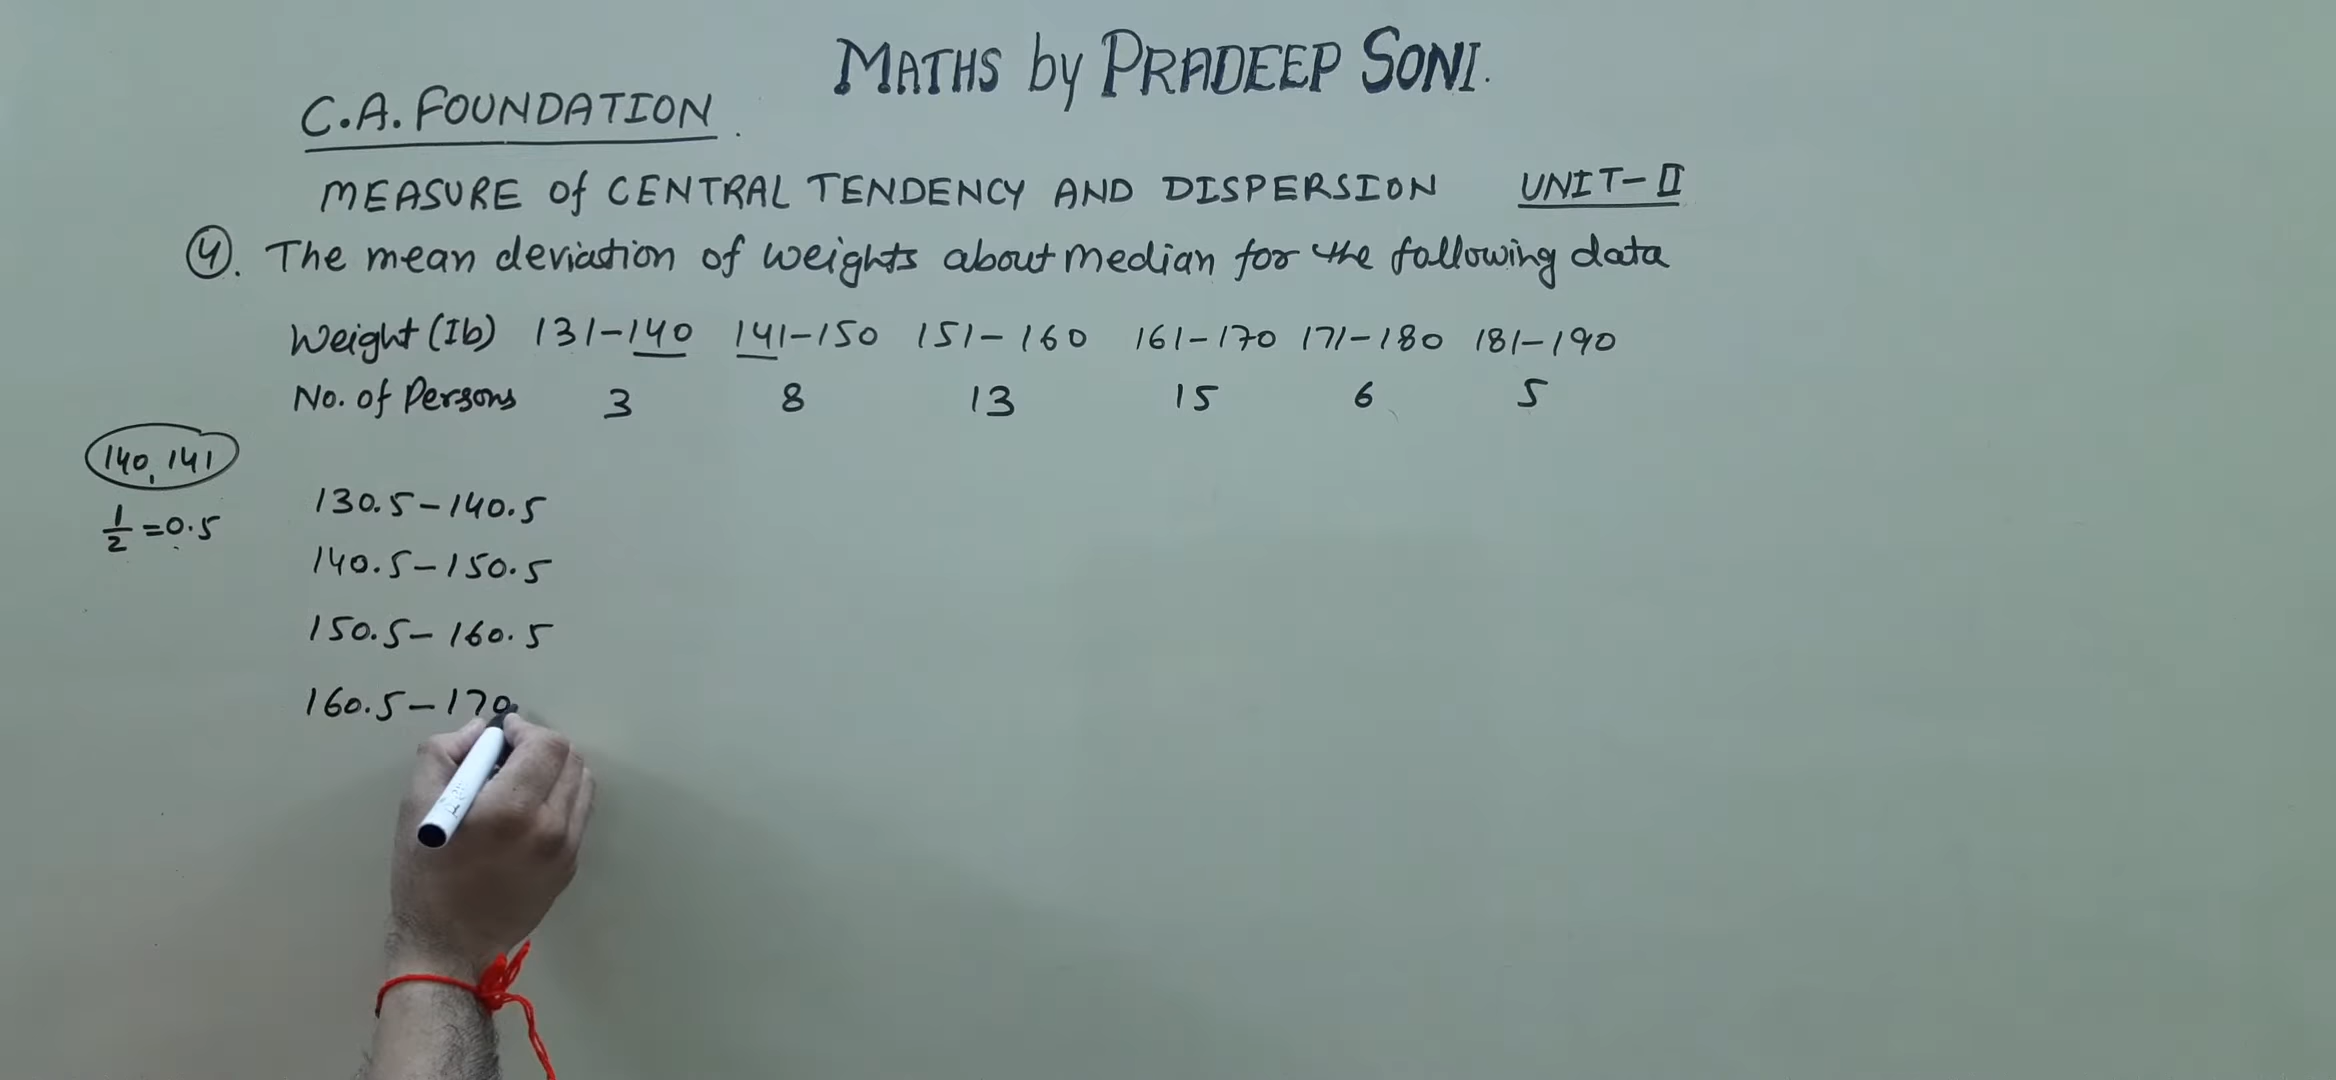 MATHS by PRADEEP SONI.
C.A. FOUNDATION.
MEASURE of CENTRAL TENDENCY AND DISPERSION UNIT-II
4. The mean deviation of weights about median for the following data
Weight (Ib) 131-140 141-150 151-160 161-170 171-180 181-190
No. of Persons 3 8 13 15 6 5
140, 141
1/2 = 0.5
130.5-140.5
140.5-150.5
150.5-160.5
160.5-170.